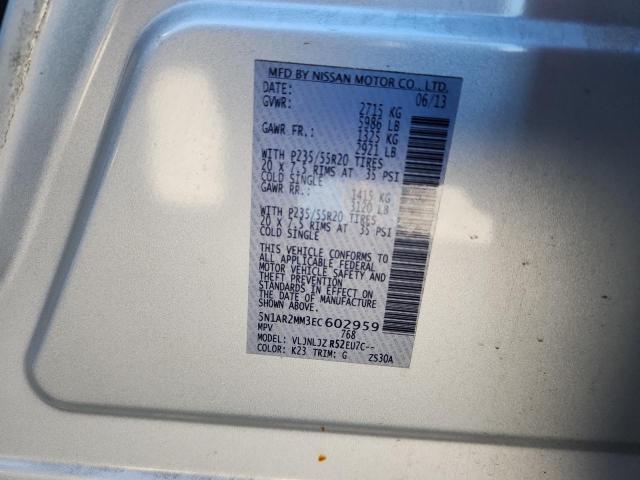 MFD BY NISSAN MOTOR CO., LTD.
DATE: 06/13
GVWR: 2715 KG
5986 LB
GAWR FR.: 1325 KG
2921 LB
WITH P235/55R20 TIRES
20 X 7.5 RIMS AT 35 PSI
COLD SINGLE
GAWR RR.: 1415 KG
3120 LB
WITH P235/55R20 TIRES
20 X 7.5 RIMS AT 35 PSI
COLD SINGLE
THIS VEHICLE CONFORMS TO
ALL APPLICABLE FEDERAL
MOTOR VEHICLE SAFETY AND
THEFT PREVENTION
STANDARDS IN EFFECT ON
THE DATE OF MANUFACTURE
SHOWN ABOVE.
5N1AR2MM3EC602959
MPV 768
MODEL: VLJNLJZ R52EU7C--
COLOR: K23 TRIM: G ZS30A